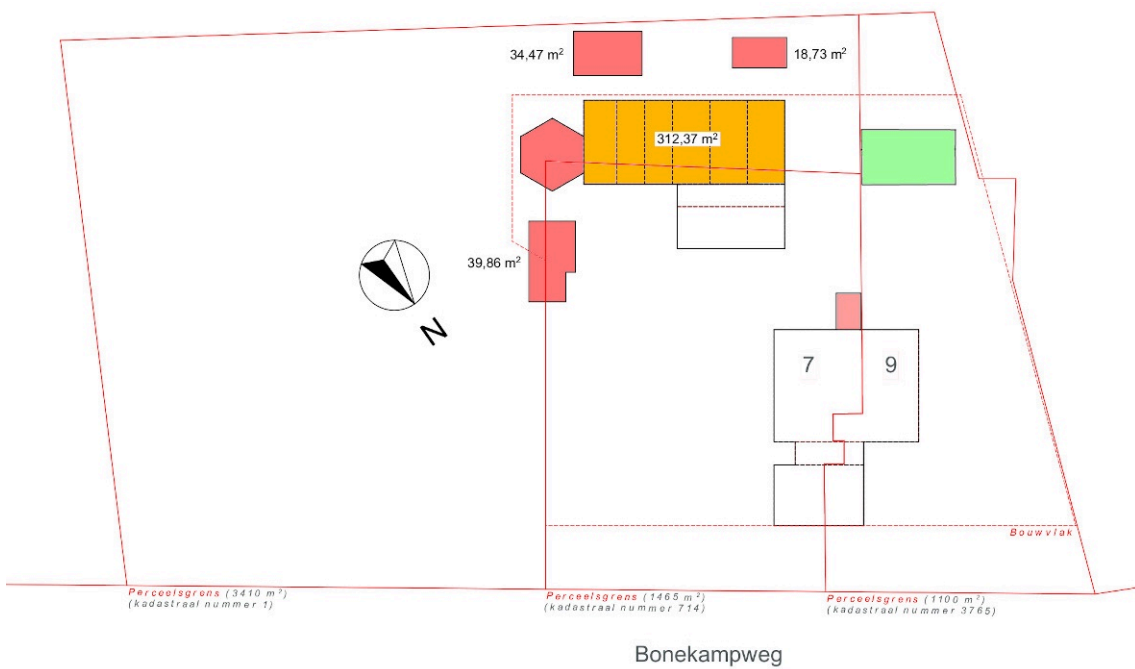 34,47 m²
18,73 m²
312,37 m²
39,86 m²
N
7
9
Bouwvlak
Perceelsgrens (3410 m²)
(kadastraal nummer 1)
Perceelsgrens (1465 m²)
(kadastraal nummer 714)
Perceelsgrens (1100 m²)
(kadastraal nummer 3765)
Bonekampweg